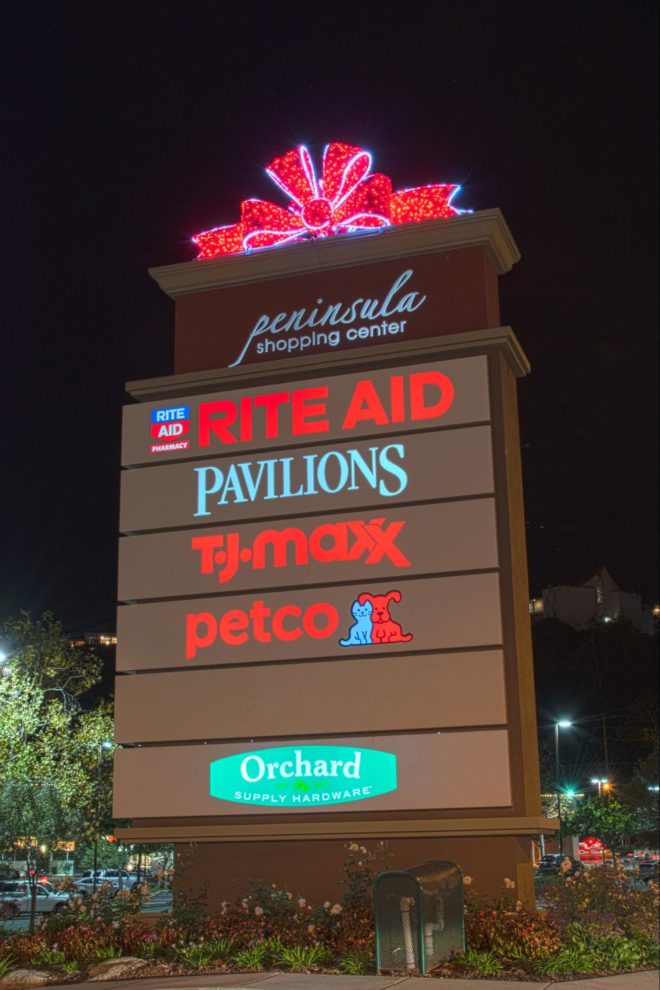 peninsula
shopping center
RITE
AID
PHARMACY
RITE AID
PAVILIONS
T·J·maxx
petco
Orchard
SUPPLY HARDWARE